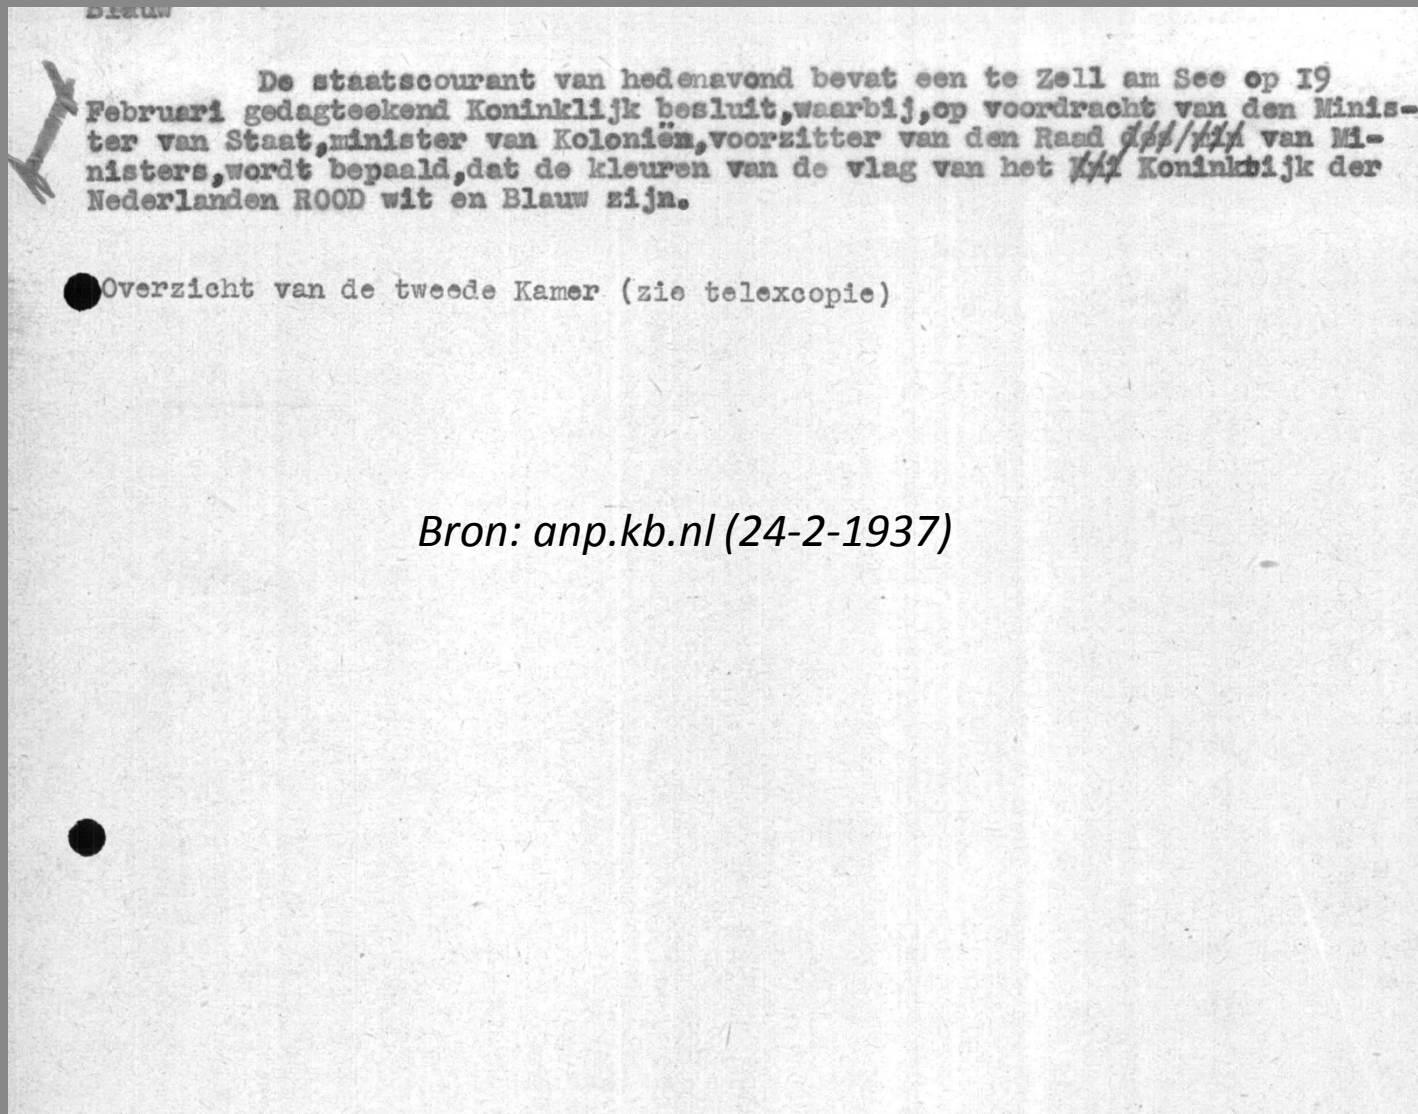 Blauw
De staatscourant van hedenavond bevat een te Zell am See op I9
Februari gedagteekend Koninklijk besluit,waarbij,op voordracht van den Minis-
ter van Staat,minister van Koloniën,voorzitter van den Raad van Mi-
nisters,wordt bepaald,dat de kleuren van de vlag van het Koninkbijk der
Nederlanden ROOD wit en Blauw zijn.
Overzicht van de tweede Kamer (zie telexcopie)
Bron: anp.kb.nl (24-2-1937)